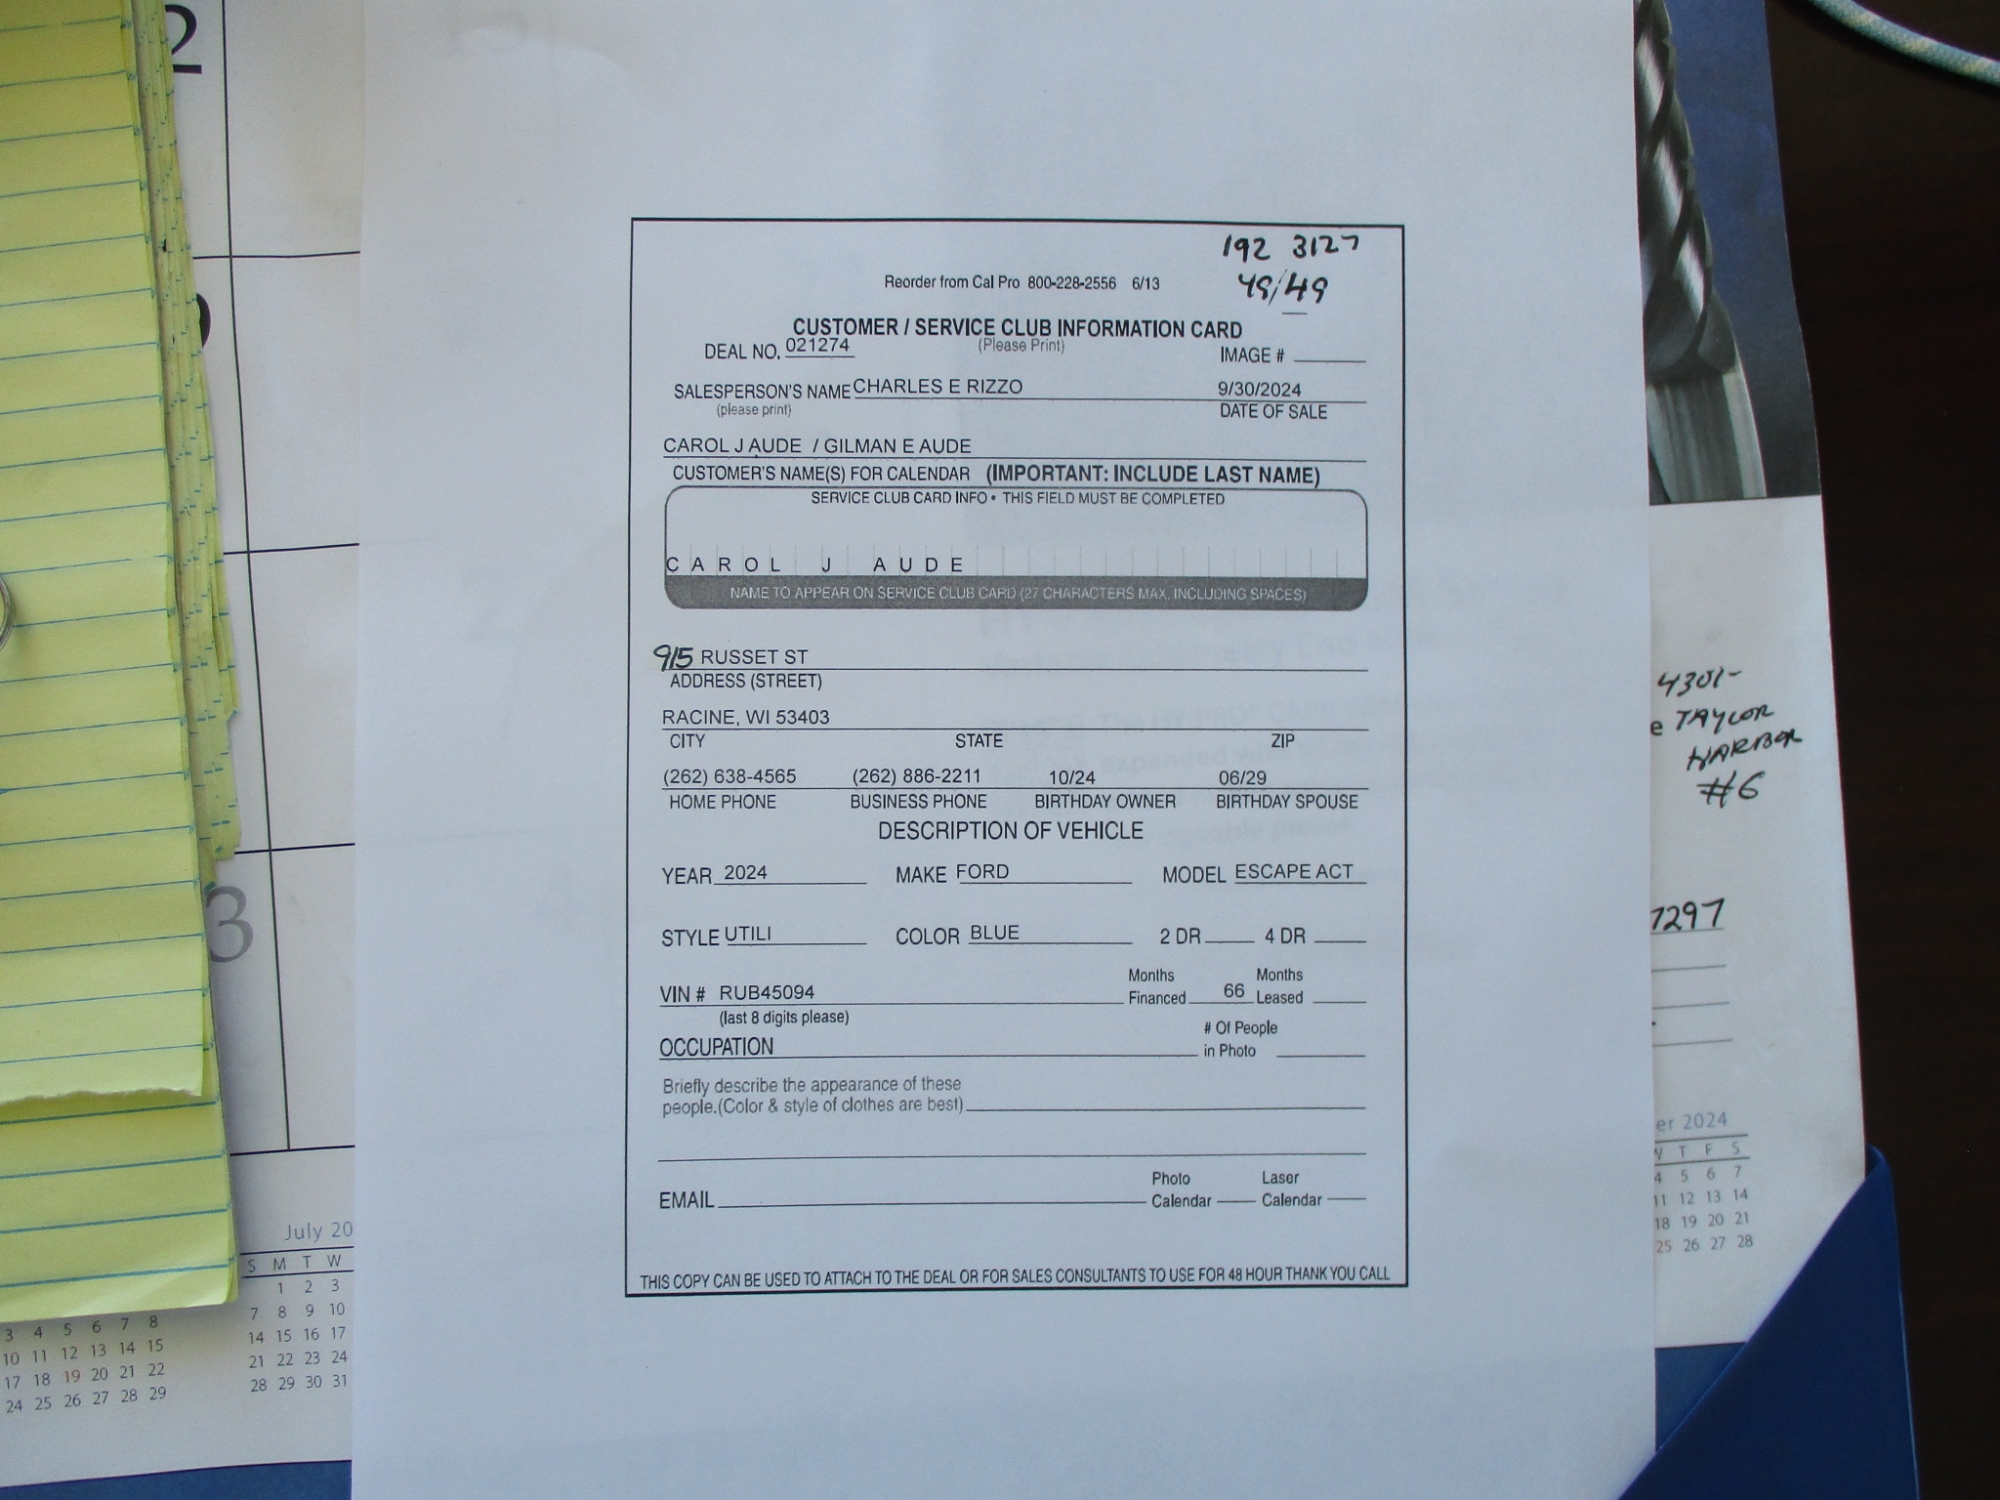 192 3127
49/49
Reorder from Cal Pro 800-228-2556 6/13
CUSTOMER / SERVICE CLUB INFORMATION CARD
(Please Print)
DEAL NO. 021274
IMAGE #
SALESPERSON'S NAME CHARLES E RIZZO 9/30/2024
(please print) DATE OF SALE
CAROL J AUDE / GILMAN E AUDE
CUSTOMER'S NAME(S) FOR CALENDAR (IMPORTANT: INCLUDE LAST NAME)
SERVICE CLUB CARD INFO • THIS FIELD MUST BE COMPLETED
CAROL J AUDE
NAME TO APPEAR ON SERVICE CLUB CARD (27 CHARACTERS MAX. INCLUDING SPACES)
915 RUSSET ST
ADDRESS (STREET)
RACINE, WI 53403
CITY STATE ZIP
(262) 638-4565 (262) 886-2211 10/24 06/29
HOME PHONE BUSINESS PHONE BIRTHDAY OWNER BIRTHDAY SPOUSE
DESCRIPTION OF VEHICLE
YEAR 2024 MAKE FORD MODEL ESCAPE ACT
STYLE UTILI COLOR BLUE 2 DR 4 DR
VIN # RUB45094 Months Financed 66 Months Leased
(last 8 digits please)
OCCUPATION # Of People in Photo
Briefly describe the appearance of these
people.(Color & style of clothes are best)
EMAIL Photo Calendar Laser Calendar
THIS COPY CAN BE USED TO ATTACH TO THE DEAL OR FOR SALES CONSULTANTS TO USE FOR 48 HOUR THANK YOU CALL
4301-
e TAYLOR
HARBOR
#6
7297
er 2024
W T F S
4 5 6 7
11 12 13 14
18 19 20 21
25 26 27 28
2
3
July 20
S M T W
1 2 3
7 8 9 10
14 15 16 17
21 22 23 24
28 29 30 31
3 4 5 6 7 8
10 11 12 13 14 15
17 18 19 20 21 22
24 25 26 27 28 29